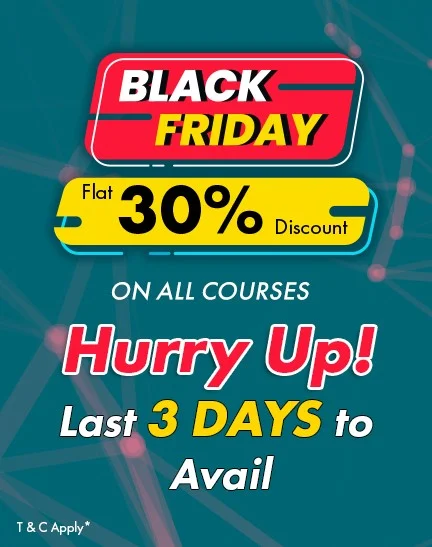 BLACK
FRIDAY
Flat 30% Discount
ON ALL COURSES
Hurry Up!
Last 3 DAYS to
Avail
T & C Apply*